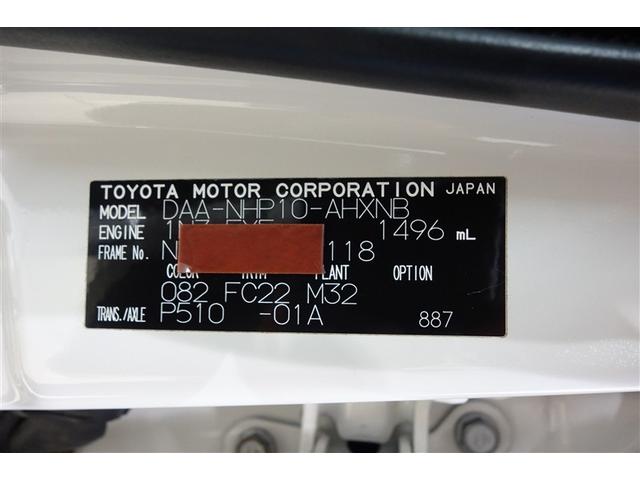 TOYOTA MOTOR CORPORATION JAPAN
MODEL DAA-NHP10-AHXNB
ENGINE 1496 mL
FRAME No. N 118
COLOR TRIM PLANT OPTION
082 FC22 M32
TRANS./AXLE P510 -01A 887